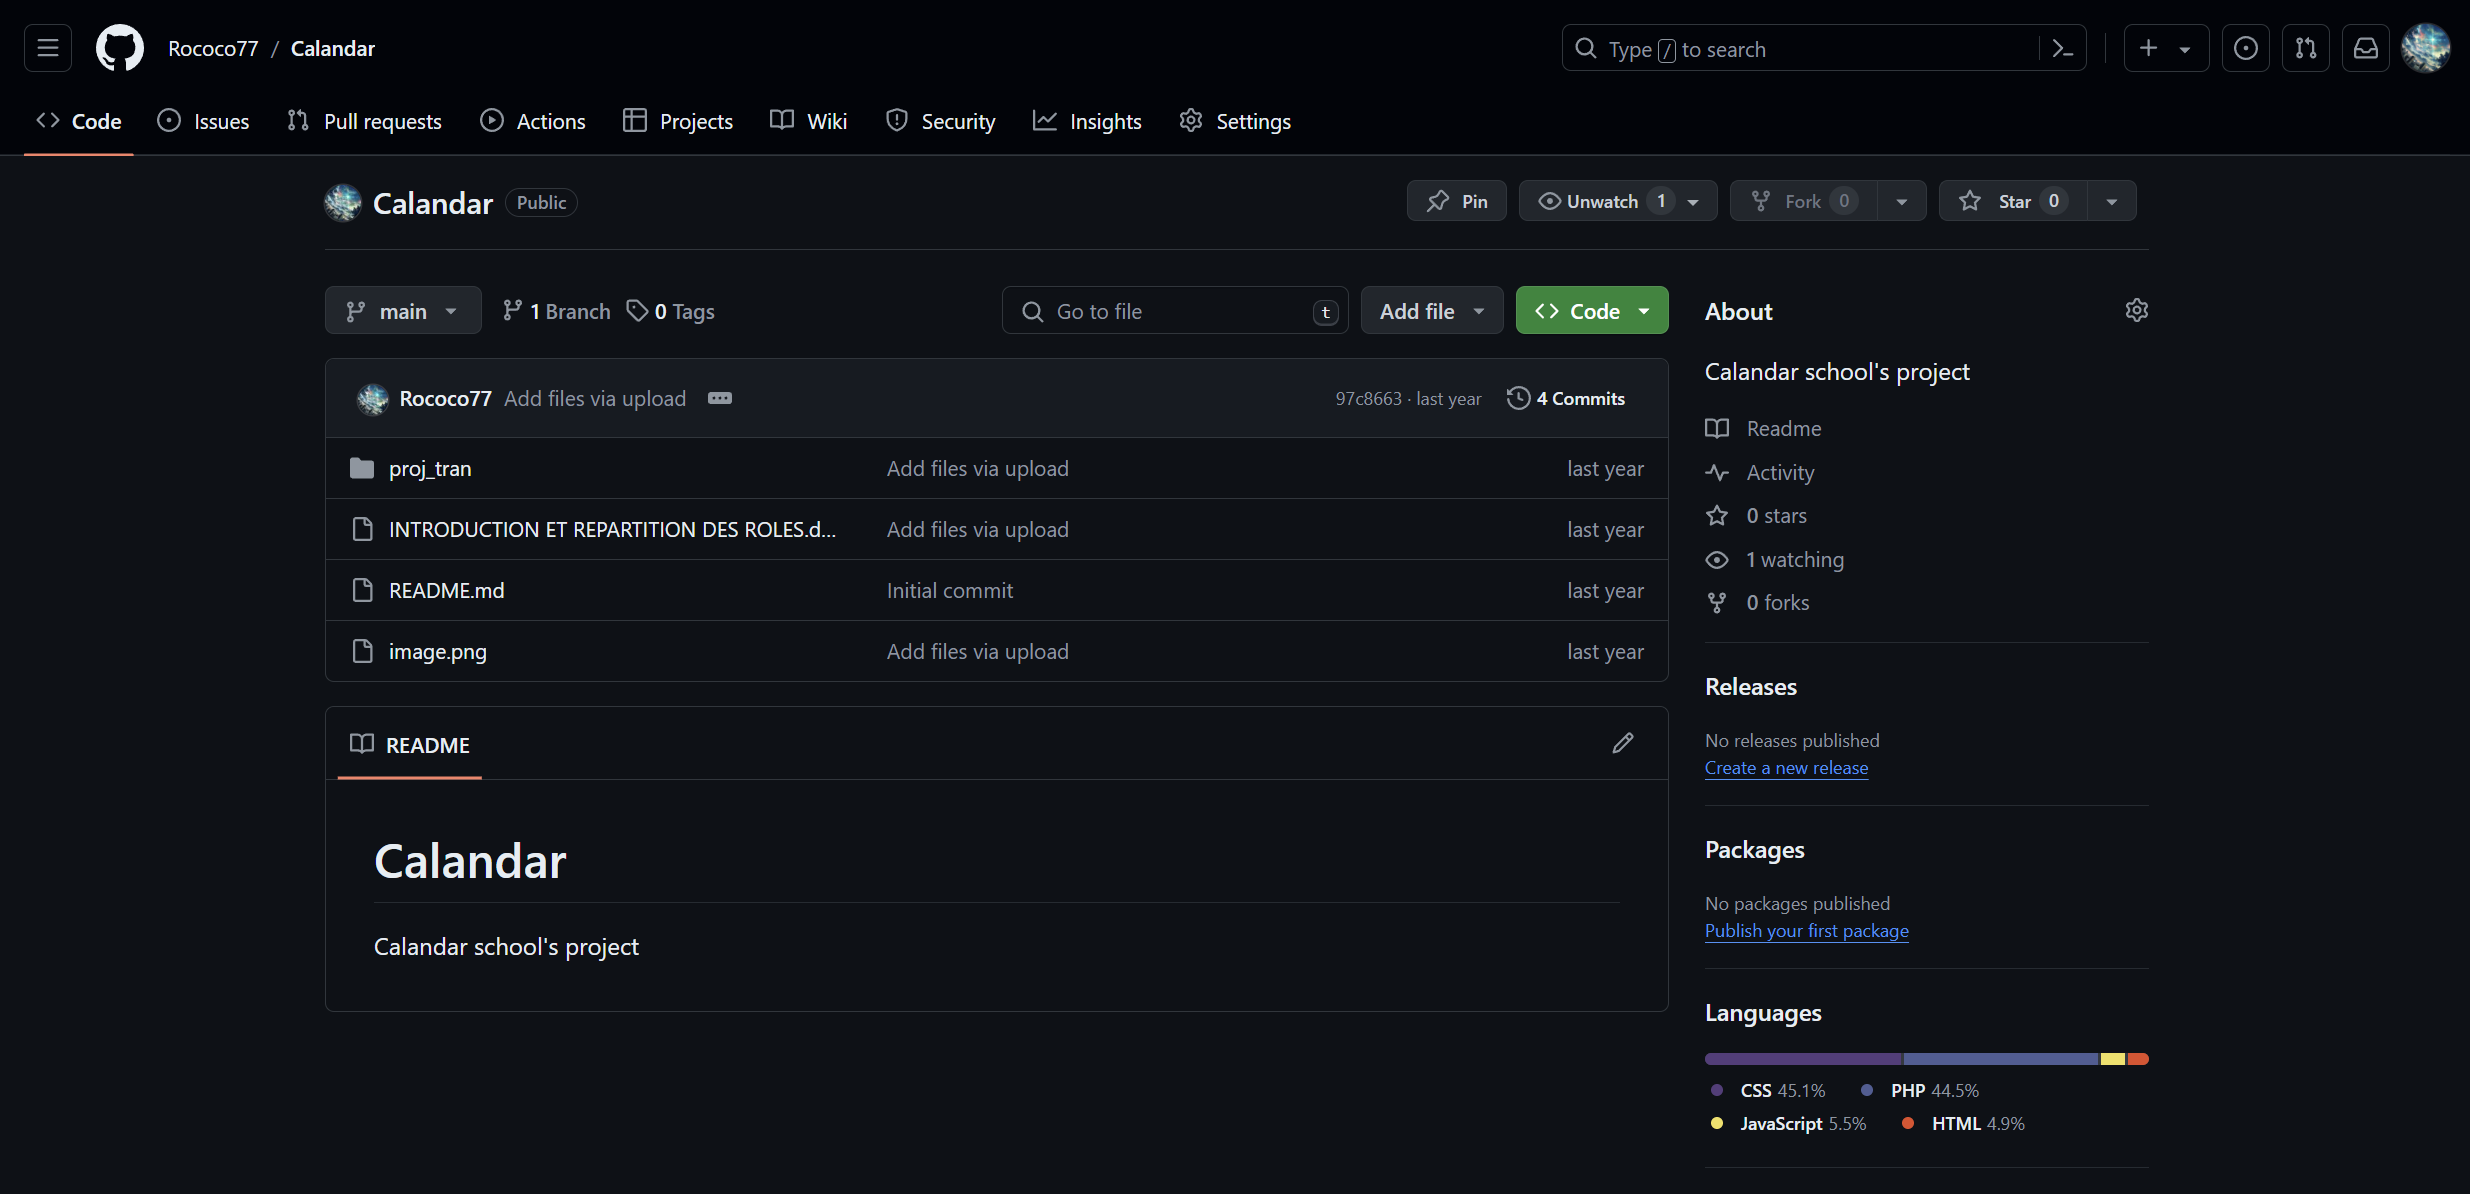 Rococo77 / Calandar
Type / to search
Code Issues Pull requests Actions Projects Wiki Security Insights Settings
Calandar Public
Pin Unwatch 1 Fork 0 Star 0
main 1 Branch 0 Tags Go to file t Add file Code
Rococo77 Add files via upload 97c8663 · last year 4 Commits
proj_tran Add files via upload last year
INTRODUCTION ET REPARTITION DES ROLES.d... Add files via upload last year
README.md Initial commit last year
image.png Add files via upload last year
README
Calandar
Calandar school's project
About
Calandar school's project
Readme
Activity
0 stars
1 watching
0 forks
Releases
No releases published
Create a new release
Packages
No packages published
Publish your first package
Languages
CSS 45.1% PHP 44.5%
JavaScript 5.5% HTML 4.9%